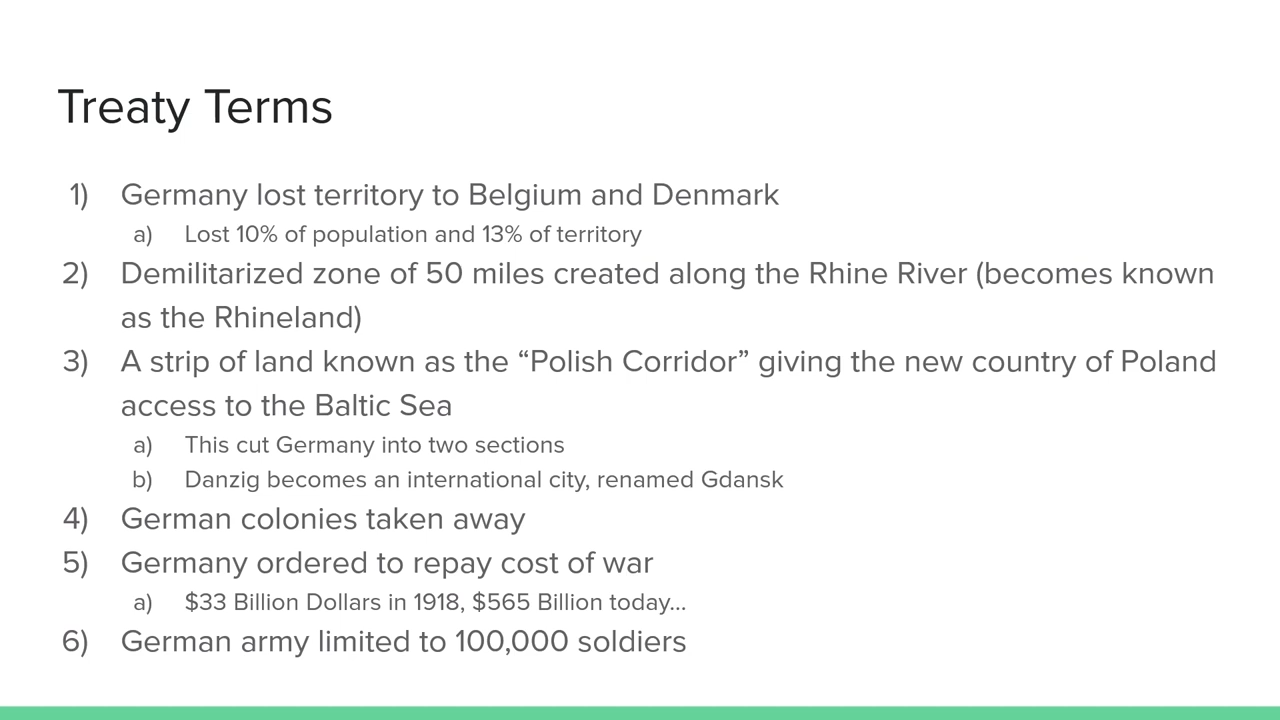 Treaty Terms
1) Germany lost territory to Belgium and Denmark
a) Lost 10% of population and 13% of territory
2) Demilitarized zone of 50 miles created along the Rhine River (becomes known
as the Rhineland)
3) A strip of land known as the “Polish Corridor” giving the new country of Poland
access to the Baltic Sea
a) This cut Germany into two sections
b) Danzig becomes an international city, renamed Gdansk
4) German colonies taken away
5) Germany ordered to repay cost of war
a) $33 Billion Dollars in 1918, $565 Billion today...
6) German army limited to 100,000 soldiers